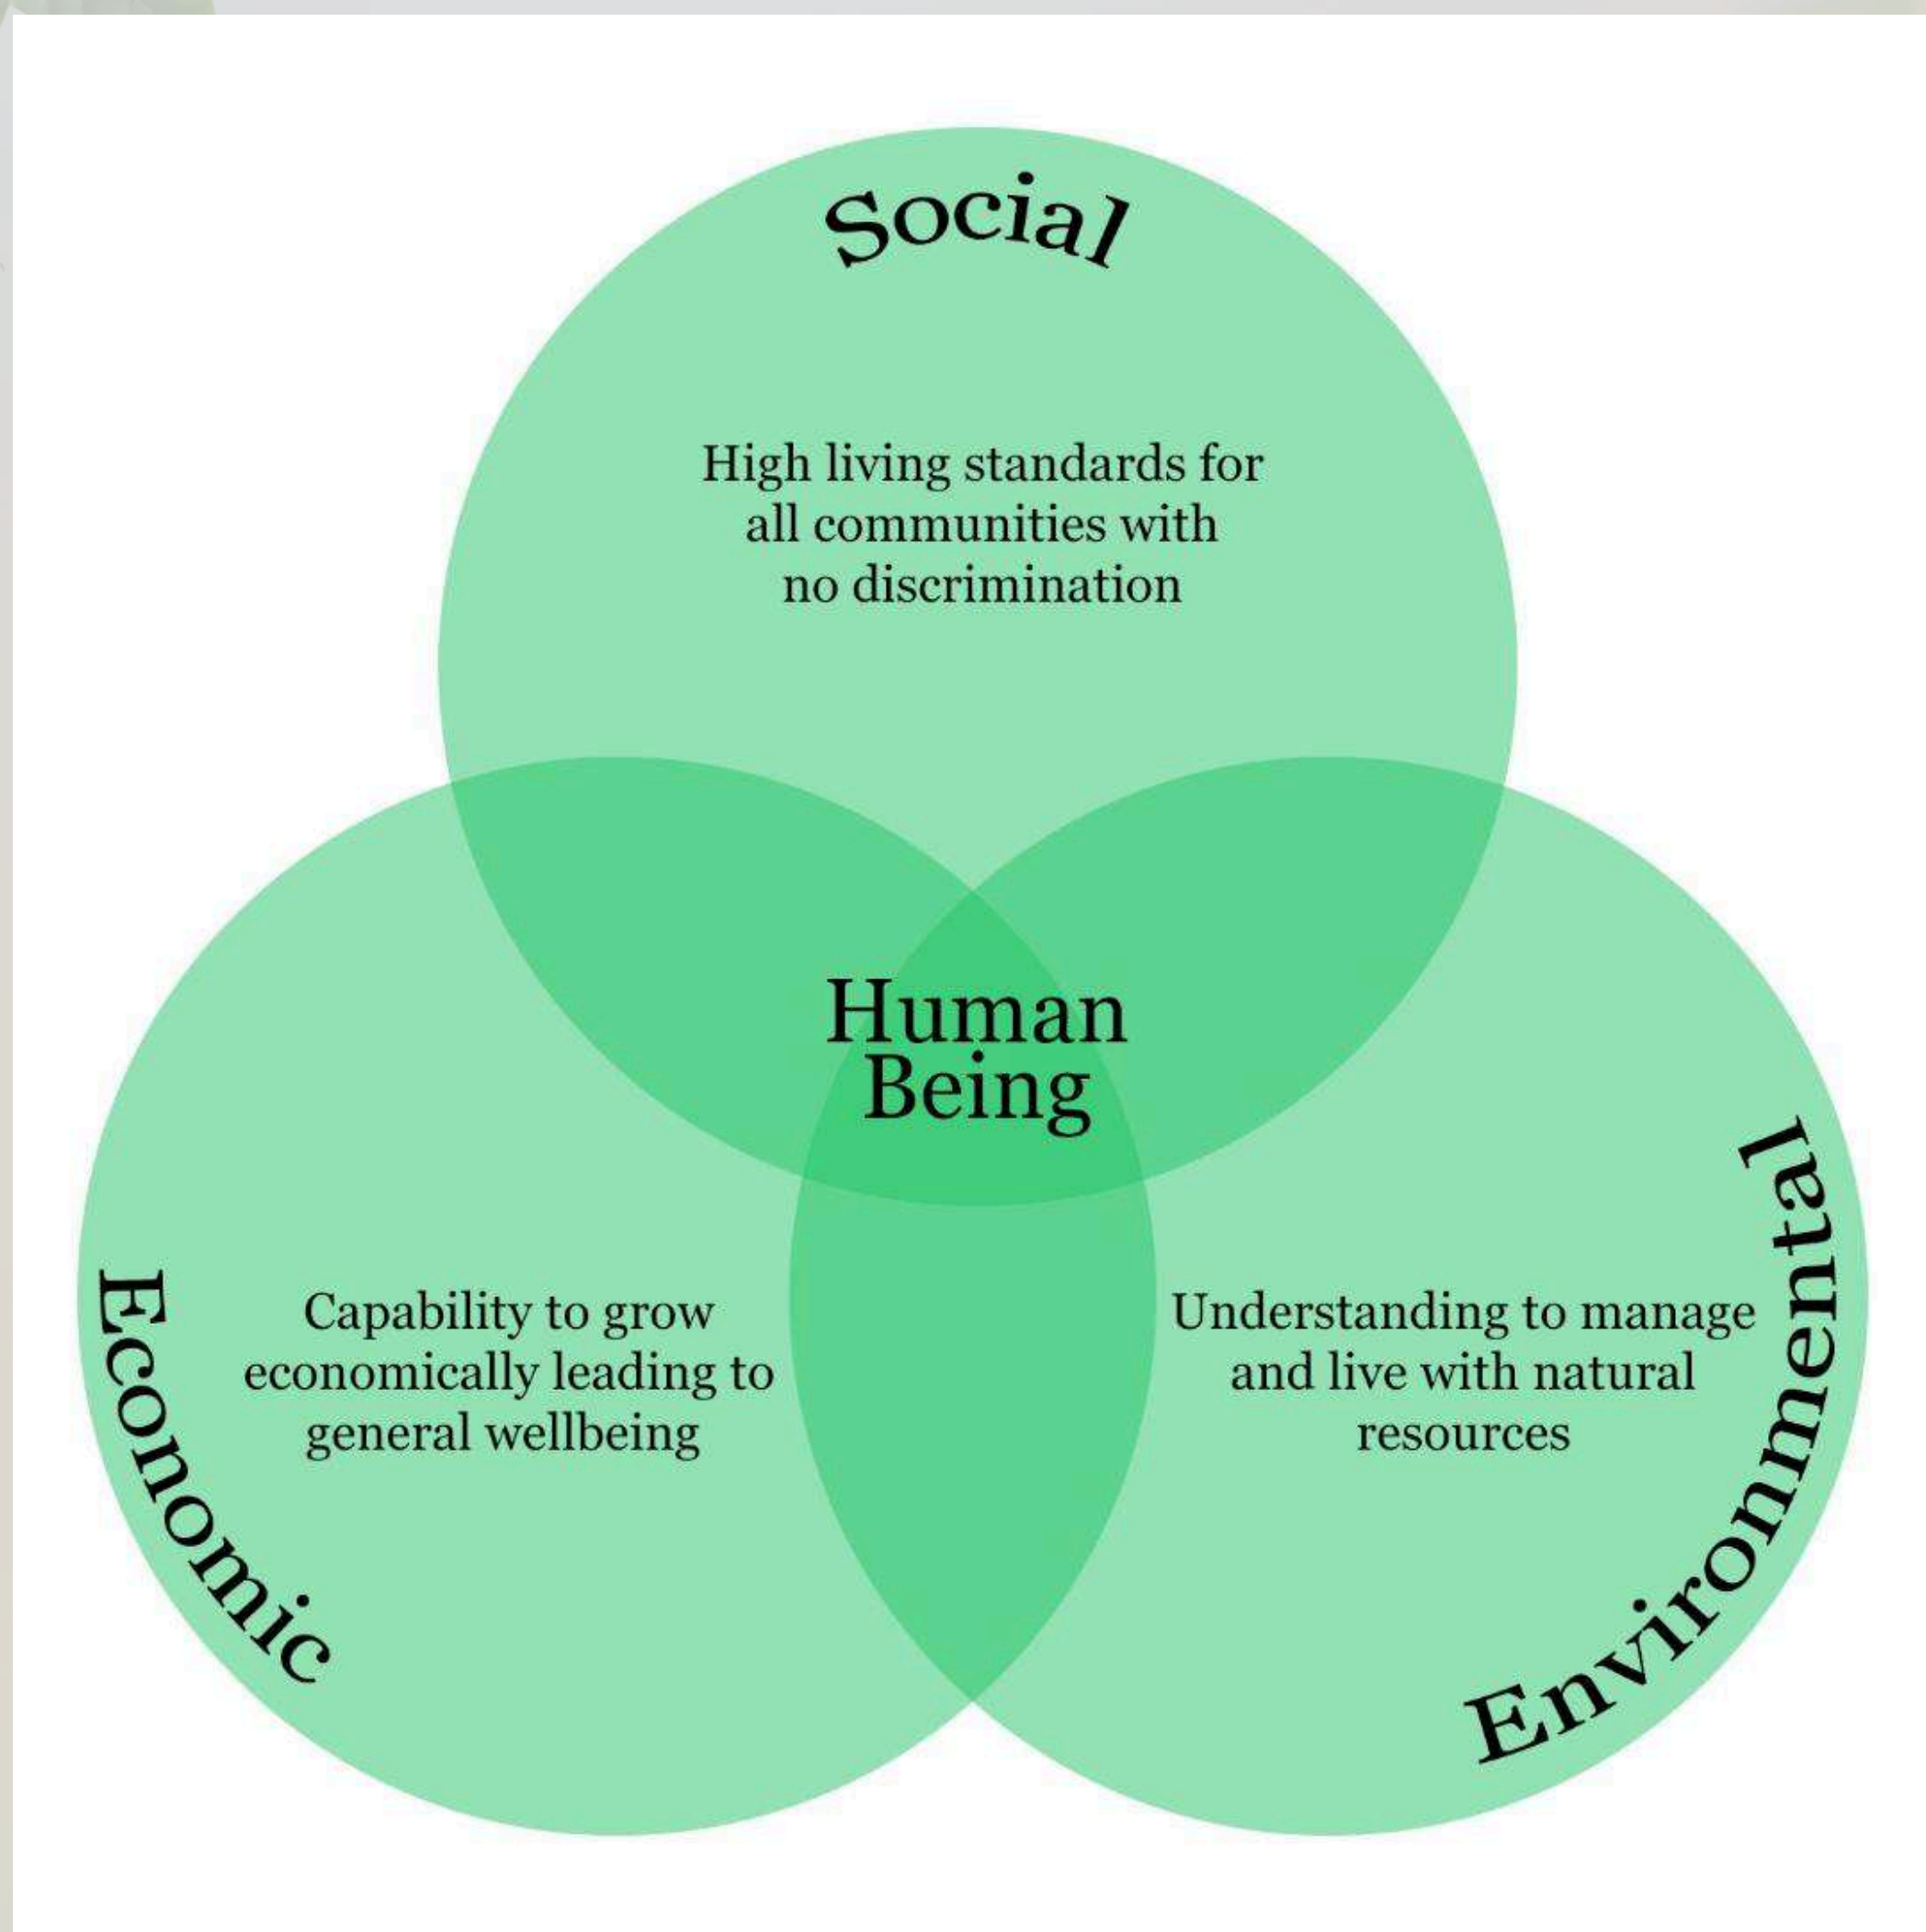 Social
High living standards for
all communities with
no discrimination
Human
Being
Economic
Capability to grow
economically leading to
general wellbeing
Understanding to manage
and live with natural
resources
Environmental